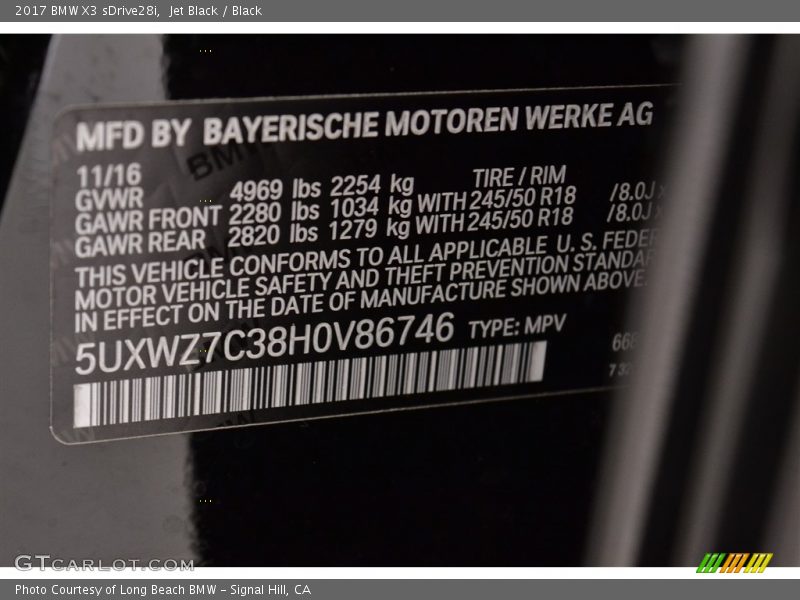 2017 BMW X3 sDrive28i, Jet Black / Black
MFD BY BAYERISCHE MOTOREN WERKE AG
11/16 TIRE / RIM
GVWR 4969 lbs 2254 kg
GAWR FRONT 2280 lbs 1034 kg WITH 245/50 R18 /8.0J
GAWR REAR 2820 lbs 1279 kg WITH 245/50 R18 /8.0J
THIS VEHICLE CONFORMS TO ALL APPLICABLE U. S. FEDER
MOTOR VEHICLE SAFETY AND THEFT PREVENTION STANDA
IN EFFECT ON THE DATE OF MANUFACTURE SHOWN ABOVE.
5UXWZ7C38H0V86746 TYPE: MPV
GTCARLOT.COM
Photo Courtesy of Long Beach BMW – Signal Hill, CA